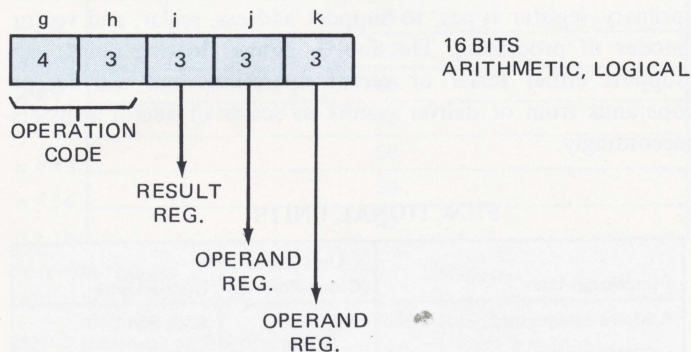 g h i j k
4 3 3 3 3
16 BITS
ARITHMETIC, LOGICAL
OPERATION
CODE
RESULT
REG.
OPERAND
REG.
OPERAND
REG.